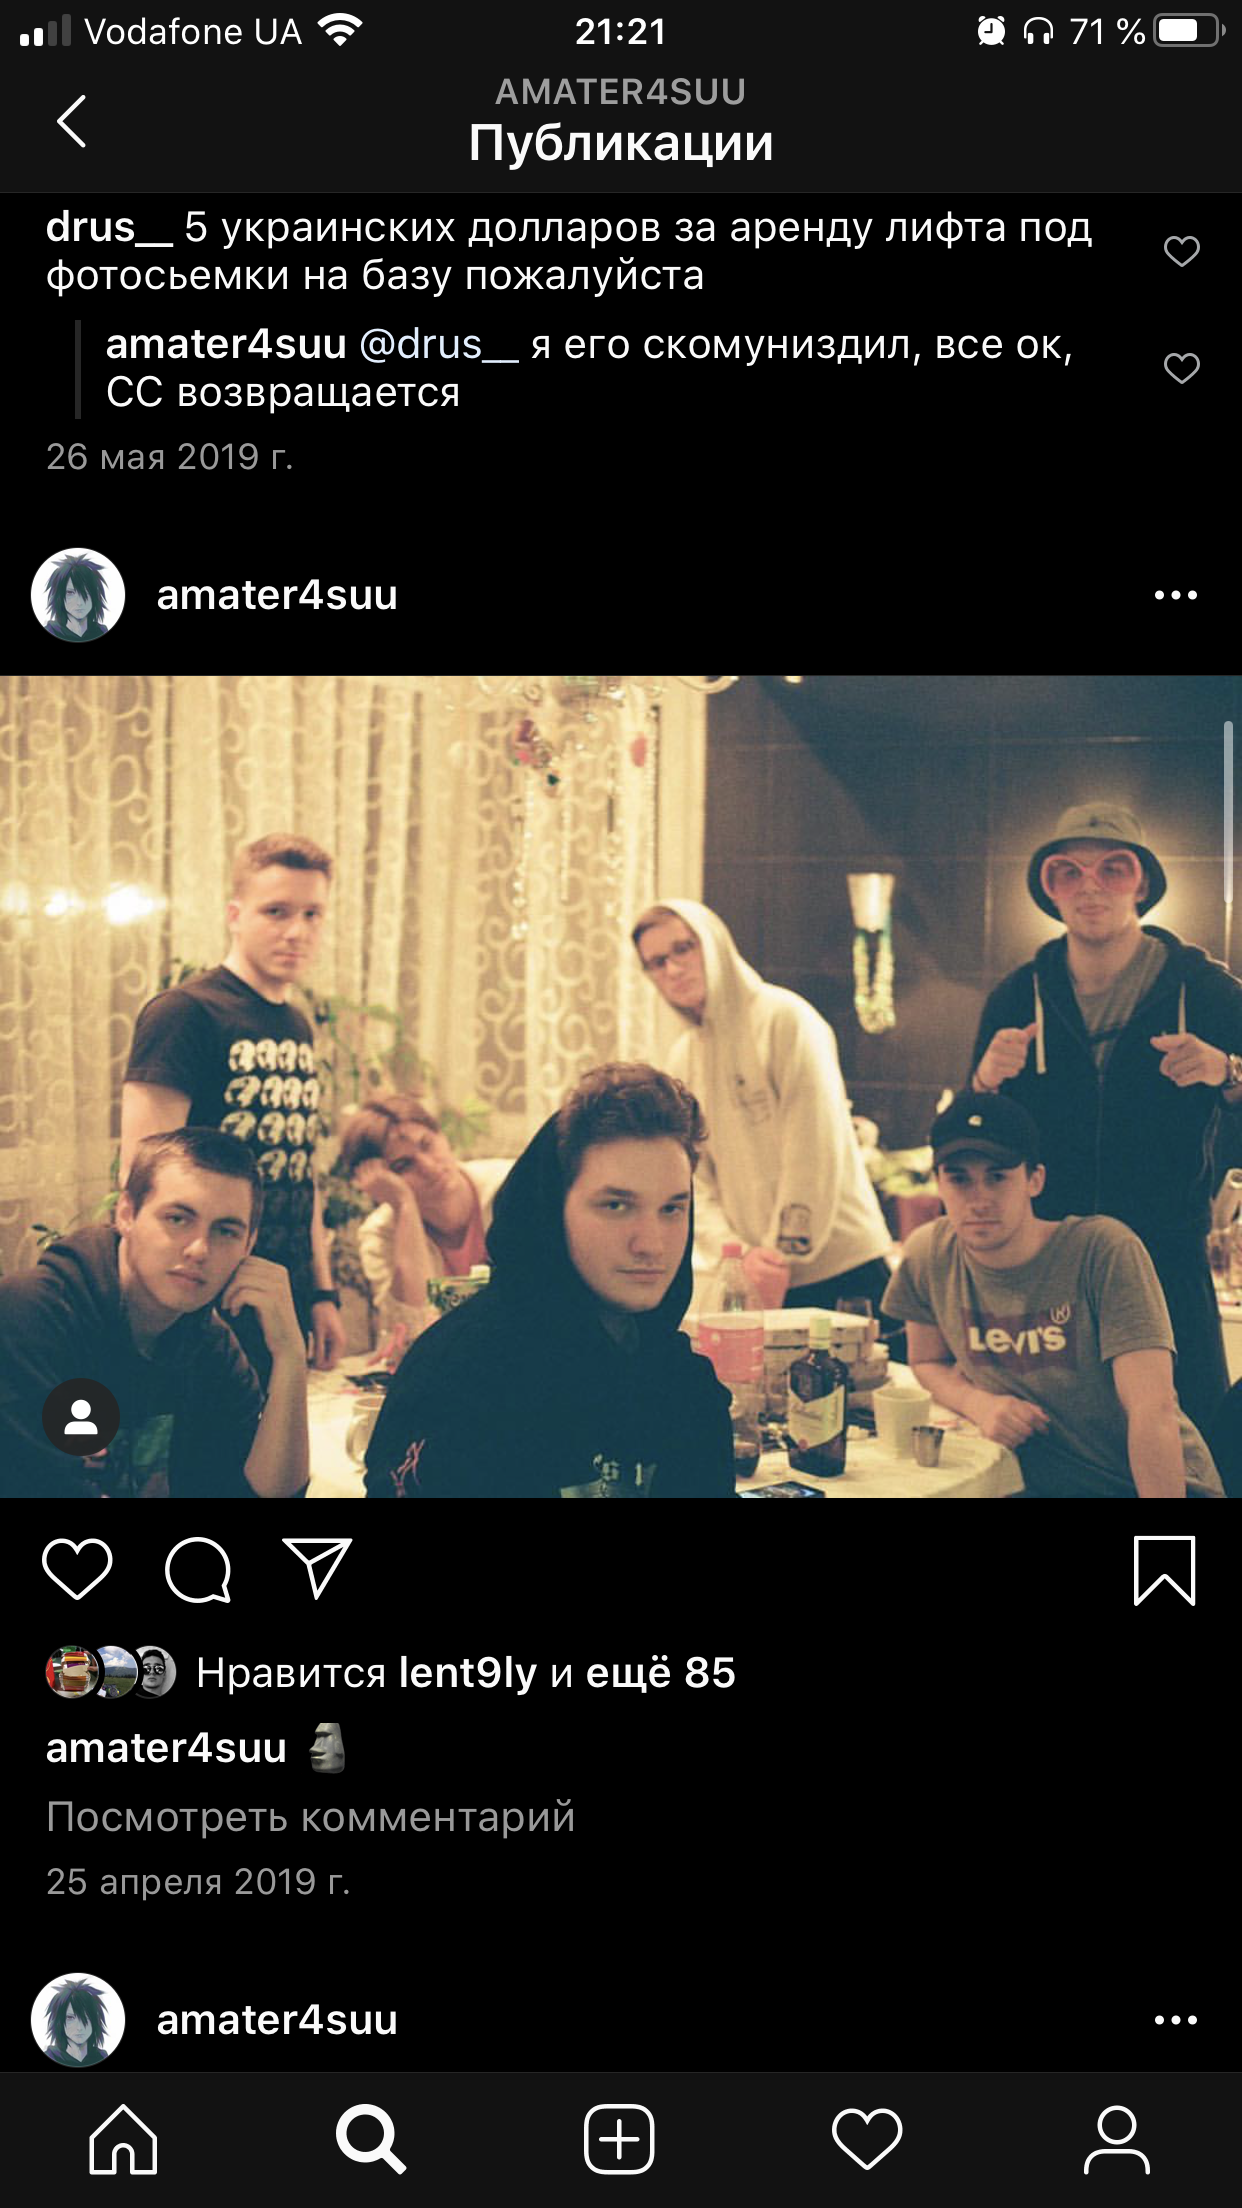 Vodafone UA 21:21 71 %
AMATER4SUU
Публикации
drus__ 5 украинских долларов за аренду лифта под
фотосьемки на базу пожалуйста
amater4suu @drus__ я его скомуниздил, все ок,
СС возвращается
26 мая 2019 г.
amater4suu
LEVI'S
Нравится lent9ly и ещё 85
amater4suu 🗿
Посмотреть комментарий
25 апреля 2019 г.
amater4suu